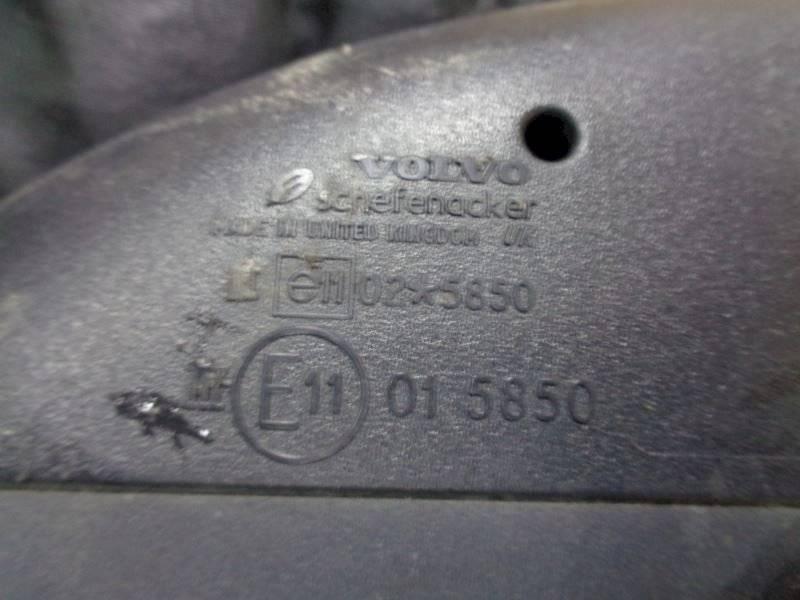 VOLVO
Schefenacker
MADE IN UNITED KINGDOM UK
e11 02*5850
E11 01 5850